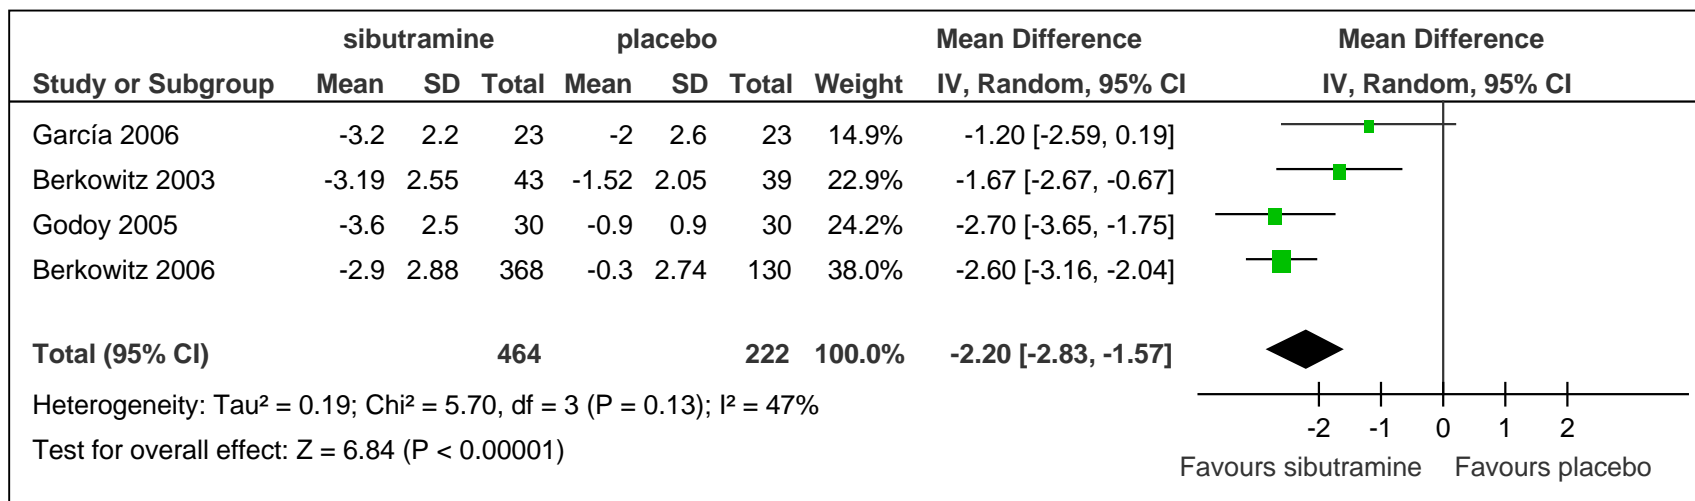 sibutramine placebo Mean Difference Mean Difference
Study or Subgroup Mean SD Total Mean SD Total Weight IV, Random, 95% CI IV, Random, 95% CI
García 2006 -3.2 2.2 23 -2 2.6 23 14.9% -1.20 [-2.59, 0.19]
Berkowitz 2003 -3.19 2.55 43 -1.52 2.05 39 22.9% -1.67 [-2.67, -0.67]
Godoy 2005 -3.6 2.5 30 -0.9 0.9 30 24.2% -2.70 [-3.65, -1.75]
Berkowitz 2006 -2.9 2.88 368 -0.3 2.74 130 38.0% -2.60 [-3.16, -2.04]
Total (95% CI) 464 222 100.0% -2.20 [-2.83, -1.57]
Heterogeneity: Tau² = 0.19; Chi² = 5.70, df = 3 (P = 0.13); I² = 47%
Test for overall effect: Z = 6.84 (P < 0.00001)
-2 -1 0 1 2
Favours sibutramine Favours placebo